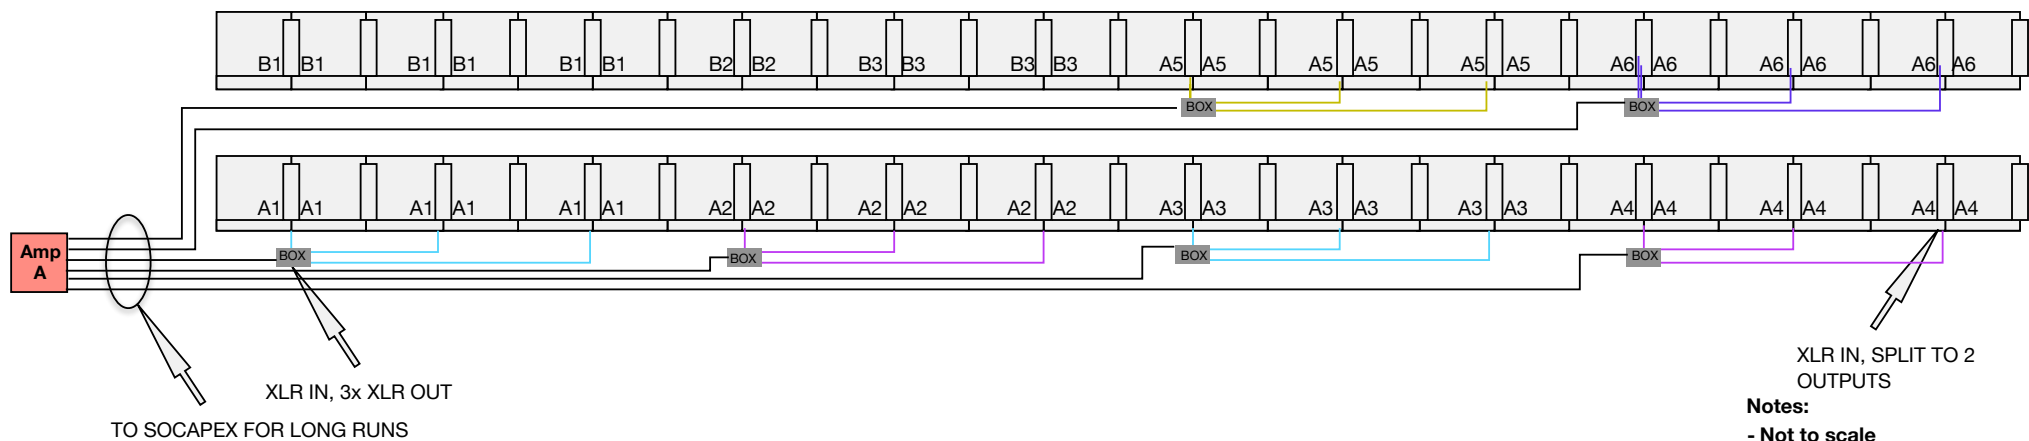 B1 B1 B1 B1 B1 B1 B2 B2 B3 B3 B3 B3 A5 A5 A5 A5 A5 A5 A6 A6 A6 A6 A6 A6
BOX BOX
A1 A1 A1 A1 A1 A1 A2 A2 A2 A2 A2 A2 A3 A3 A3 A3 A3 A3 A4 A4 A4 A4 A4 A4
Amp
A
BOX BOX BOX BOX
XLR IN, 3x XLR OUT
TO SOCAPEX FOR LONG RUNS
XLR IN, SPLIT TO 2
OUTPUTS
Notes:
- Not to scale